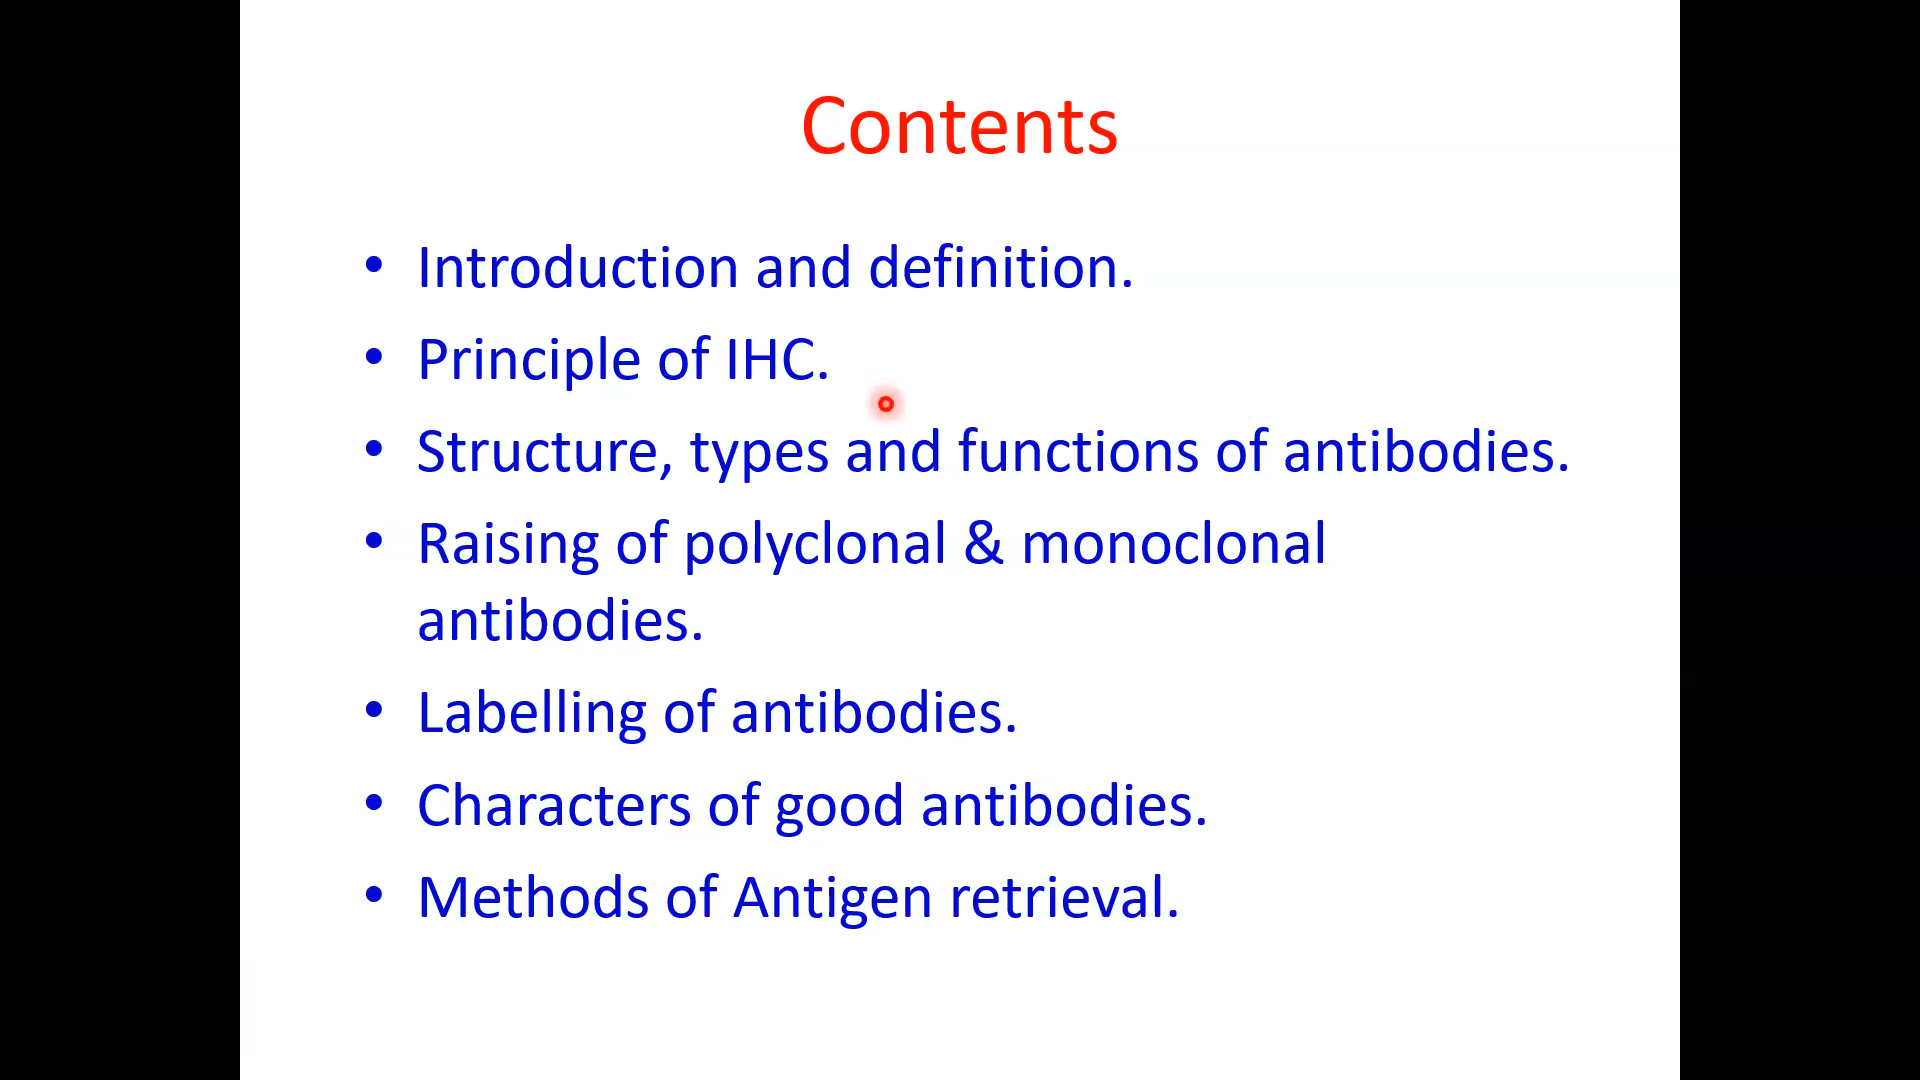 Contents
• Introduction and definition.
• Principle of IHC.
• Structure, types and functions of antibodies.
• Raising of polyclonal & monoclonal
antibodies.
• Labelling of antibodies.
• Characters of good antibodies.
• Methods of Antigen retrieval.